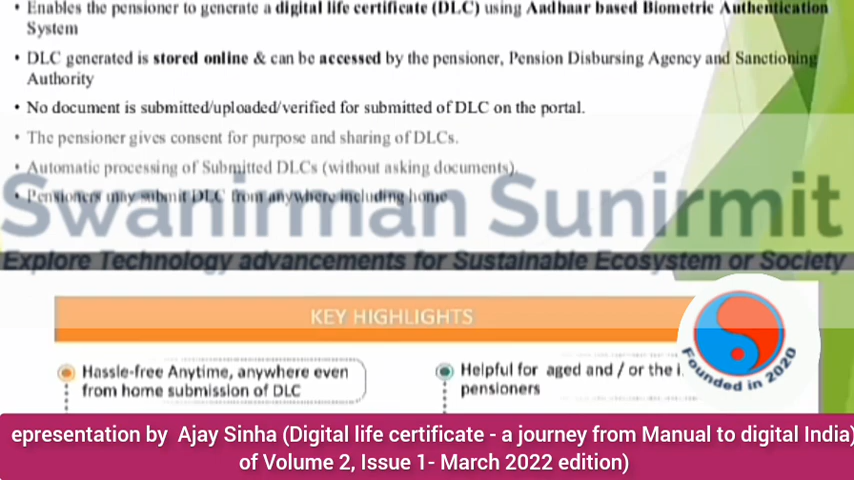 • Enables the pensioner to generate a digital life certificate (DLC) using Aadhaar based Biometric Authentication
System
• DLC generated is stored online & can be accessed by the pensioner, Pension Disbursing Agency and Sanctioning
Authority
• No document is submitted/uploaded/verified for submitted of DLC on the portal.
• The pensioner gives consent for purpose and sharing of DLCs.
• Automatic processing of Submitted DLCs (without asking documents).
• Pensioners may submit DLC from anywhere including home
Swanirman Sunirmit
Explore Technology advancements for Sustainable Ecosystem or Society
KEY HIGHLIGHTS
Hassle-free Anytime, anywhere even
from home submission of DLC
Helpful for aged and / or the i
pensioners
Founded in 2020
epresentation by Ajay Sinha (Digital life certificate - a journey from Manual to digital India)
of Volume 2, Issue 1- March 2022 edition)